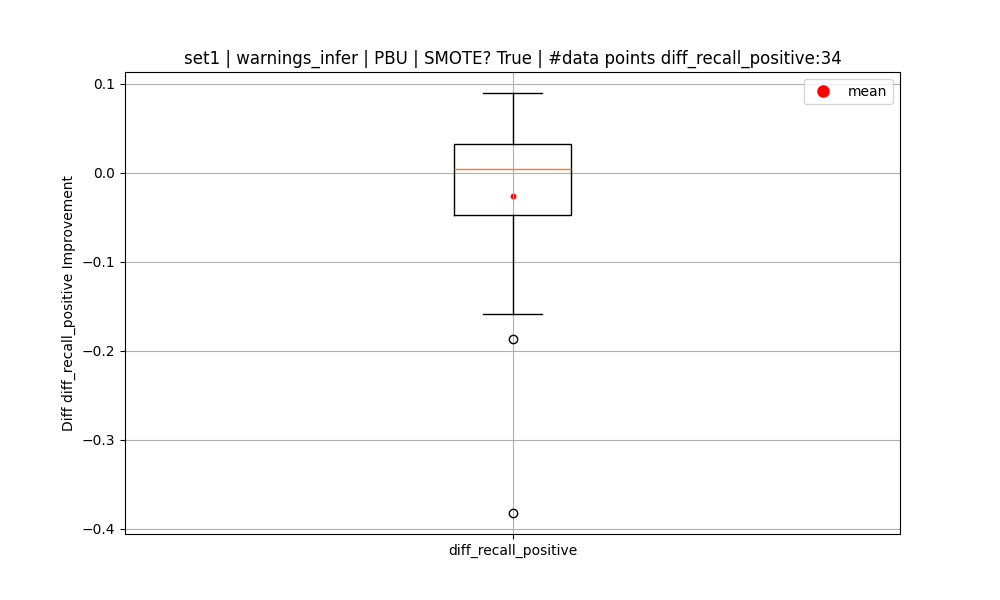 set1 | warnings_infer | PBU | SMOTE? True | #data points diff_recall_positive:34
mean
0.1
0.0
−0.1
−0.2
−0.3
−0.4
Diff diff_recall_positive Improvement
diff_recall_positive